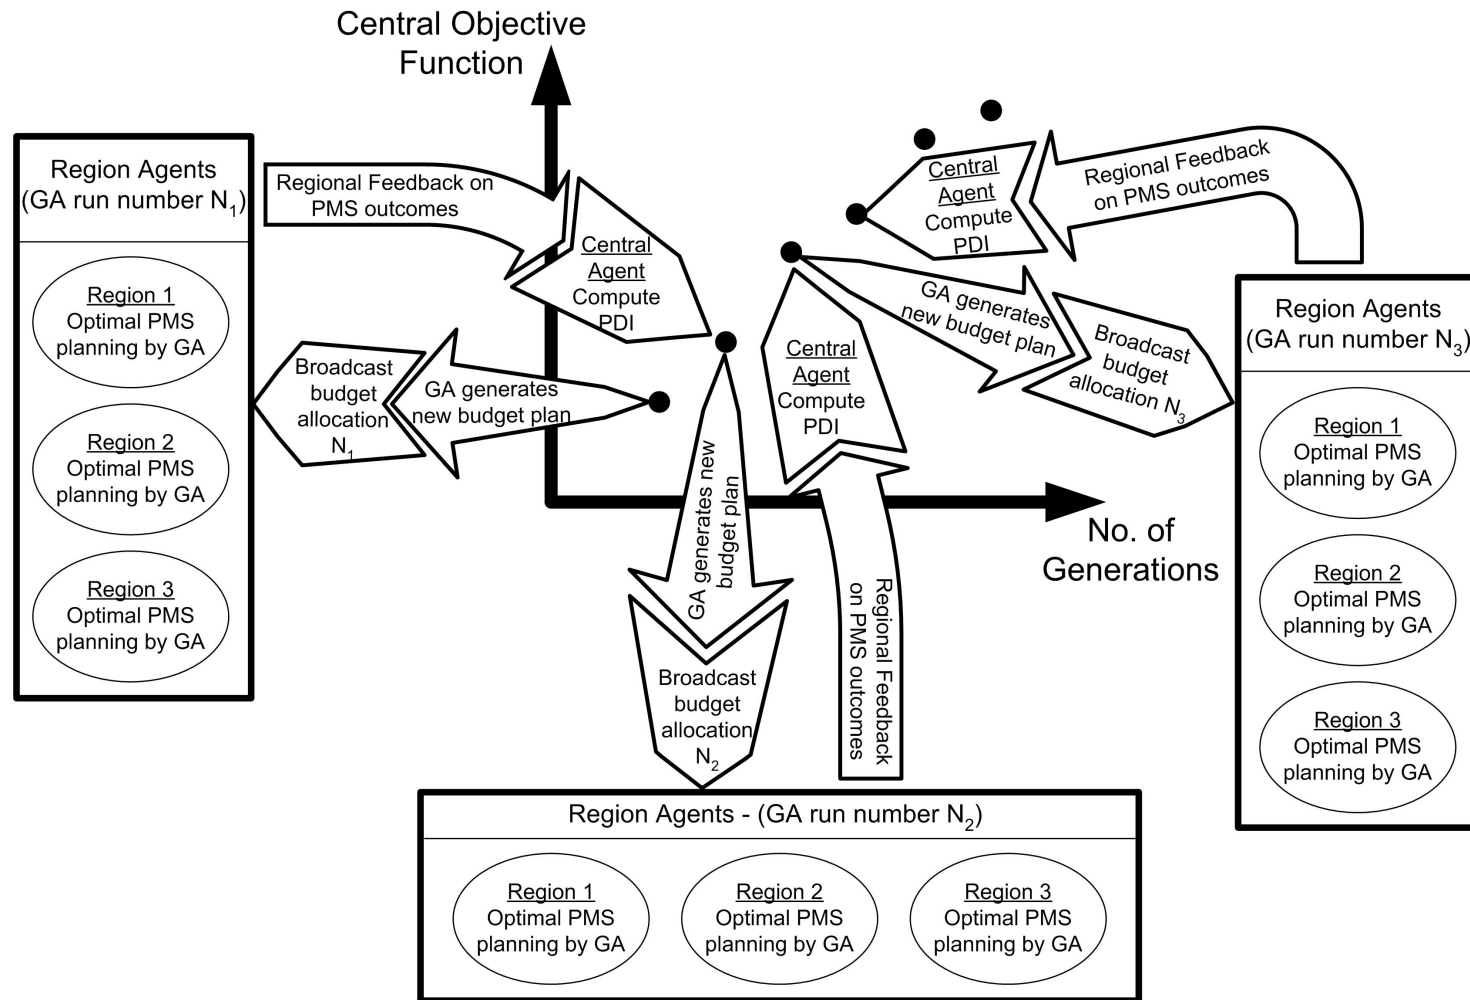 Central Objective
Function
Region Agents
(GA run number N1)
Region 1
Optimal PMS
planning by GA
Region 2
Optimal PMS
planning by GA
Region 3
Optimal PMS
planning by GA
Regional Feedback on
PMS outcomes
Central
Agent
Compute
PDI
GA generates
new budget plan
Broadcast
budget
allocation
N1
GA generates new
budget plan
Broadcast
budget
allocation
N2
Region Agents - (GA run number N2)
Region 1
Optimal PMS
planning by GA
Region 2
Optimal PMS
planning by GA
Region 3
Optimal PMS
planning by GA
Regional Feedback
on PMS outcomes
Central
Agent
Compute
PDI
GA generates
new budget plan
Broadcast
budget
allocation N3
Region Agents
(GA run number N3)
Region 1
Optimal PMS
planning by GA
Region 2
Optimal PMS
planning by GA
Region 3
Optimal PMS
planning by GA
Regional Feedback
on PMS outcomes
Central
Agent
Compute
PDI
No. of
Generations